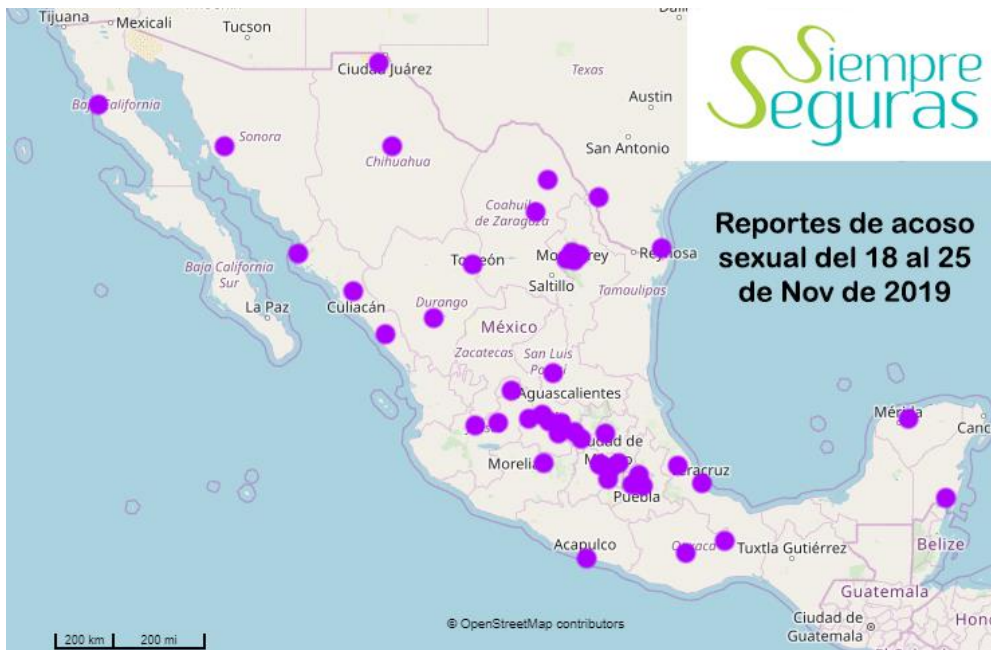 Tijuana
Mexicali
Tucson
Siempre
Seguras
Ciudad Juárez
Texas
Austin
Baja California
Sonora
San Antonio
Chihuahua
Coahuila
de Zaragoza
Reportes de acoso
sexual del 18 al 25
de Nov de 2019
Torreón
Monterrey
Reynosa
Baja California
Sur
Saltillo
Tamaulipas
La Paz
Culiacán
Durango
México
Zacatecas
San Luis
Aguascalientes
Mérida
Canc
Ciudad de
Morelia
Veracruz
Puebla
Acapulco
Oaxaca
Tuxtla Gutiérrez
Belize
Guatemala
Ciudad de
Guatemala
Hon
© OpenStreetMap contributors
200 km
200 mi